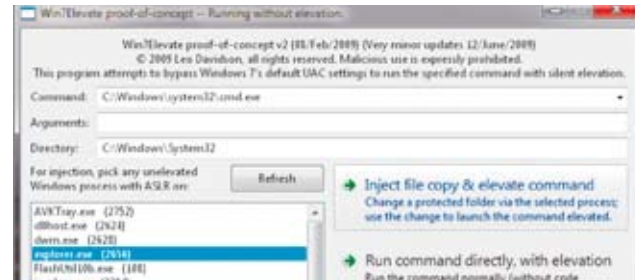 Win7Elevate proof-of-concept -- Running without elevation.
Win7Elevate proof-of-concept v2 (08/Feb/2009) (Very minor updates 12/June/2009)
© 2009 Leo Davidson, all rights reserved. Malicious use is expressly prohibited.
This program attempts to bypass Windows 7's default UAC settings to run the specified command with silent elevation.
Command: C:\Windows\system32\cmd.exe
Arguments:
Directory: C:\Windows\System32
For injection, pick any unelevated
Windows process with ASLR on:
Refresh
AVKTray.exe (2752)
dllhost.exe (2624)
dwm.exe (2628)
explorer.exe (2656)
FlashUtil10b.exe (188)
Inject file copy & elevate command
Change a protected folder via the selected process;
use the change to launch the command elevated.
Run command directly, with elevation
Run the command normally (without code